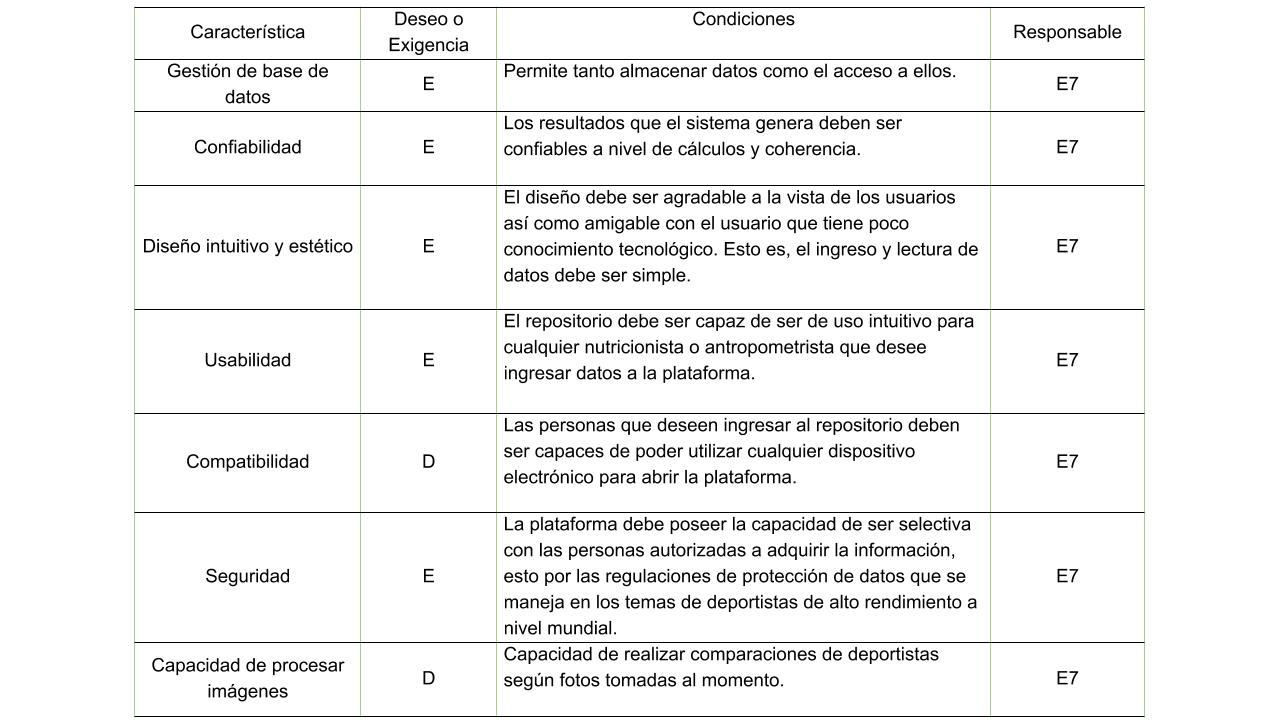 Característica
Deseo o
Exigencia
Condiciones
Responsable
Gestión de base de
datos
E
Permite tanto almacenar datos como el acceso a ellos.
E7
Confiabilidad
E
Los resultados que el sistema genera deben ser
confiables a nivel de cálculos y coherencia.
E7
Diseño intuitivo y estético
E
El diseño debe ser agradable a la vista de los usuarios
así como amigable con el usuario que tiene poco
conocimiento tecnológico. Esto es, el ingreso y lectura de
datos debe ser simple.
E7
Usabilidad
E
El repositorio debe ser capaz de ser de uso intuitivo para
cualquier nutricionista o antropometrista que desee
ingresar datos a la plataforma.
E7
Compatibilidad
D
Las personas que deseen ingresar al repositorio deben
ser capaces de poder utilizar cualquier dispositivo
electrónico para abrir la plataforma.
E7
Seguridad
E
La plataforma debe poseer la capacidad de ser selectiva
con las personas autorizadas a adquirir la información,
esto por las regulaciones de protección de datos que se
maneja en los temas de deportistas de alto rendimiento a
nivel mundial.
E7
Capacidad de procesar
imágenes
D
Capacidad de realizar comparaciones de deportistas
según fotos tomadas al momento.
E7